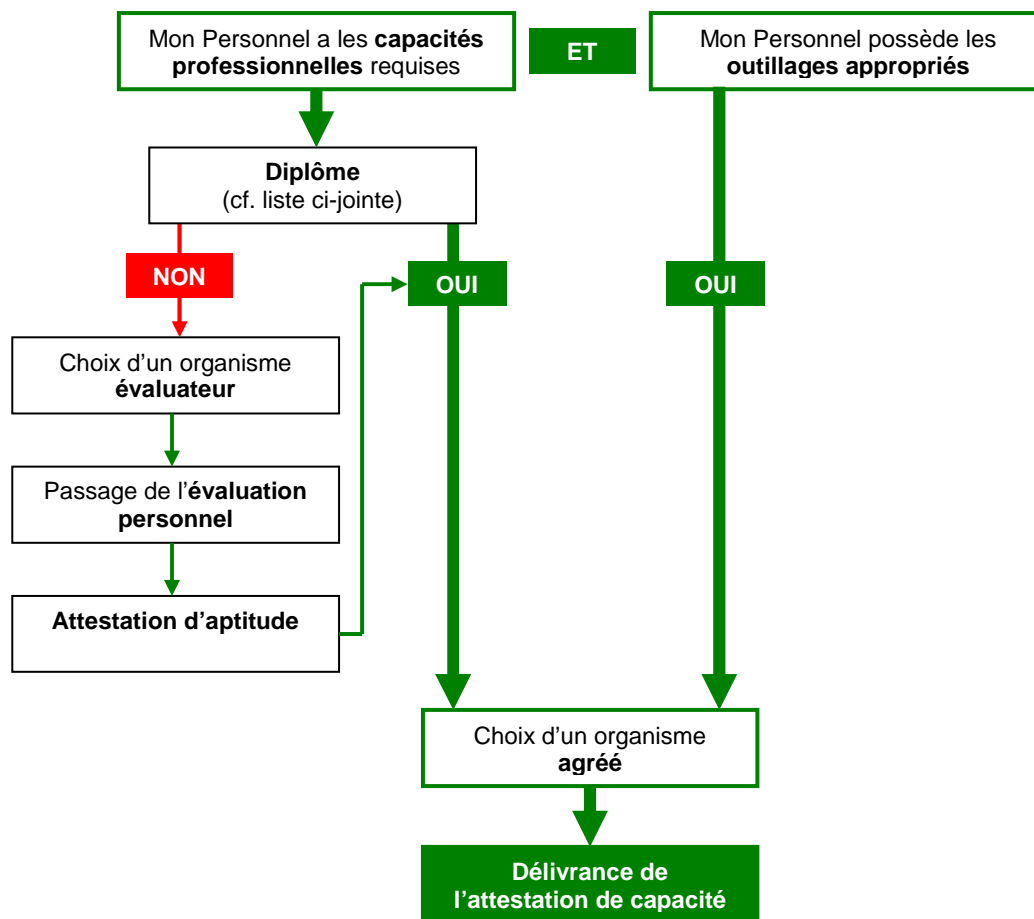 Mon Personnel a les capacités
professionnelles requises
ET
Mon Personnel possède les
outillages appropriés
Diplôme
(cf. liste ci-jointe)
NON
OUI
OUI
Choix d’un organisme
évaluateur
Passage de l’évaluation
personnel
Attestation d’aptitude
Choix d’un organisme
agréé
Délivrance de
l’attestation de capacité